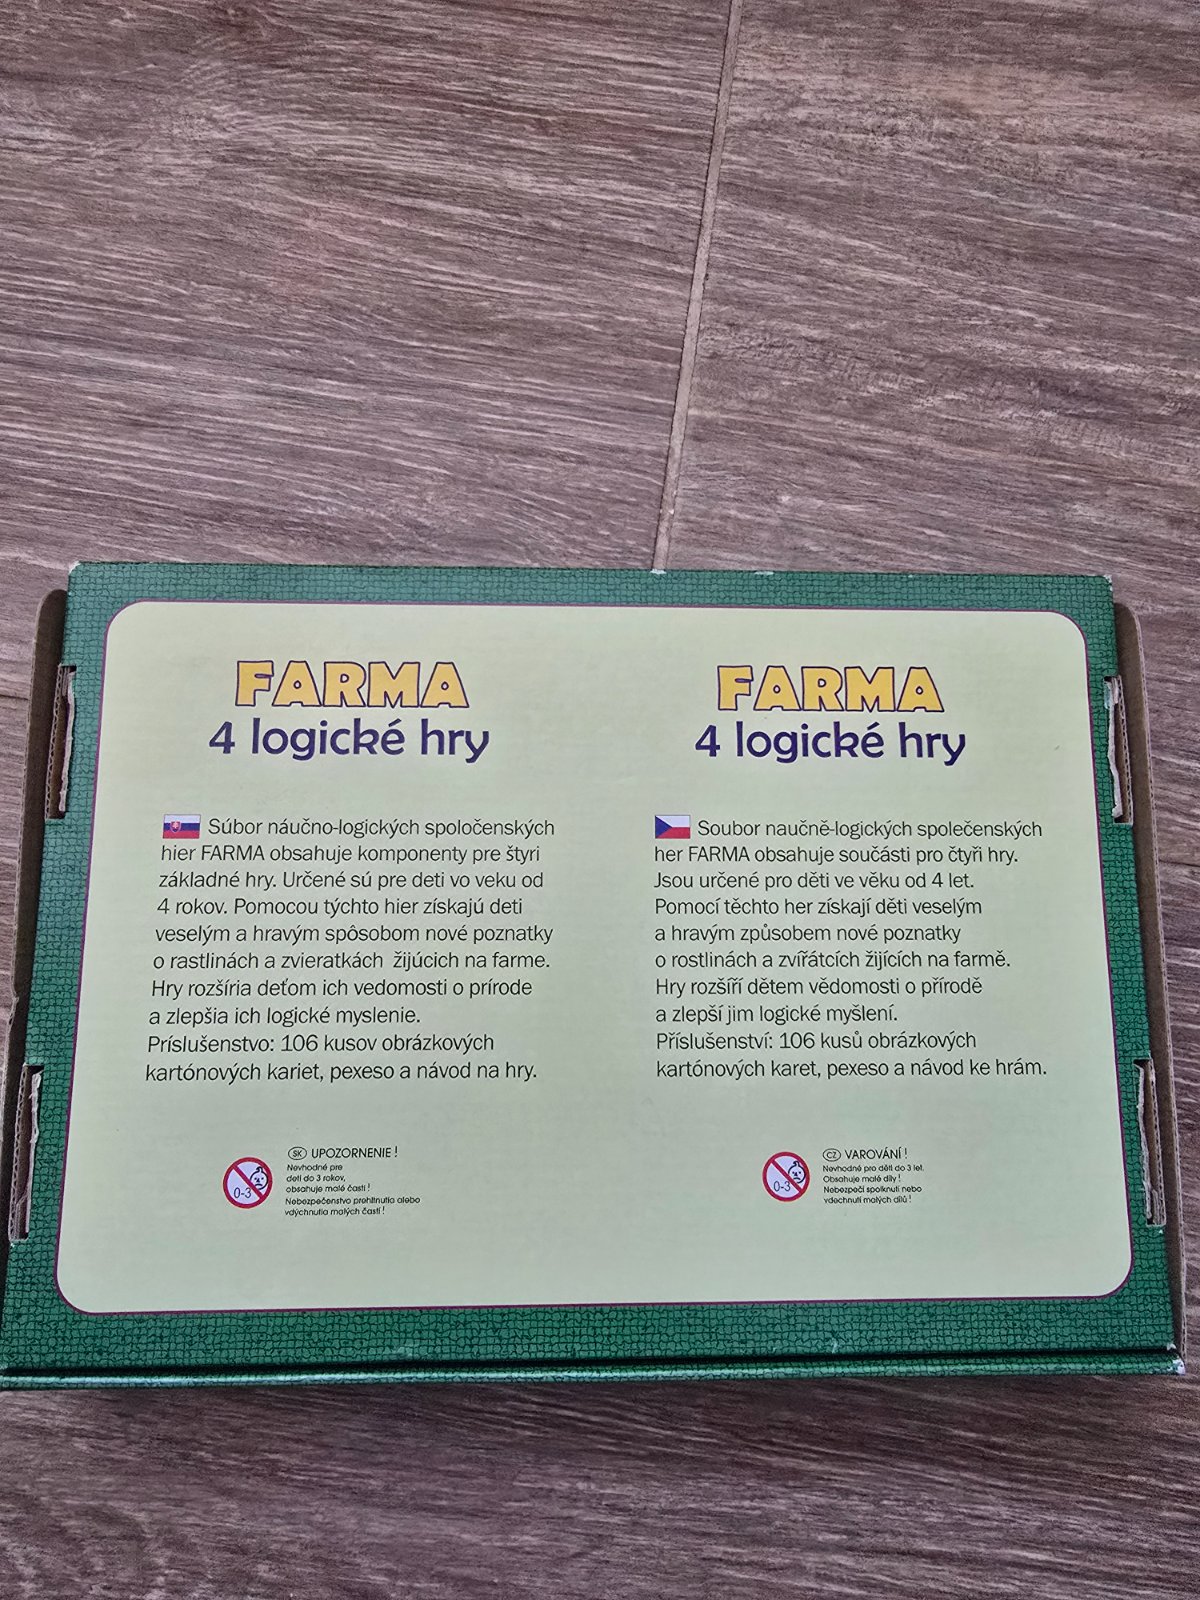 FARMA
4 logické hry
Súbor náučno-logických spoločenských
hier FARMA obsahuje komponenty pre štyri
základné hry. Určené sú pre deti vo veku od
4 rokov. Pomocou týchto hier získajú deti
veselým a hravým spôsobom nové poznatky
o rastlinách a zvieratkách žijúcich na farme.
Hry rozšíria deťom ich vedomosti o prírode
a zlepšia ich logické myslenie.
Príslušenstvo: 106 kusov obrázkových
kartónových kariet, pexeso a návod na hry.
0-3
SK UPOZORNENIE !
Nevhodné pre
deti do 3 rokov,
obsahuje malé časti !
Nebezpečenstvo prehltnutia alebo
vdýchnutia malých častí !
FARMA
4 logické hry
Soubor naučně-logických společenských
her FARMA obsahuje součásti pro čtyři hry.
Jsou určené pro děti ve věku od 4 let.
Pomocí těchto her získají děti veselým
a hravým způsobem nové poznatky
o rostlinách a zvířátcích žijících na farmě.
Hry rozšíří dětem vědomosti o přírodě
a zlepší jim logické myšlení.
Příslušenství: 106 kusů obrázkových
kartónových karet, pexeso a návod ke hrám.
0-3
CZ VAROVÁNÍ !
Nevhodné pro děti do 3 let.
Obsahuje malé díly !
Nebezpečí spolknutí nebo
vdechnutí malých dílů !